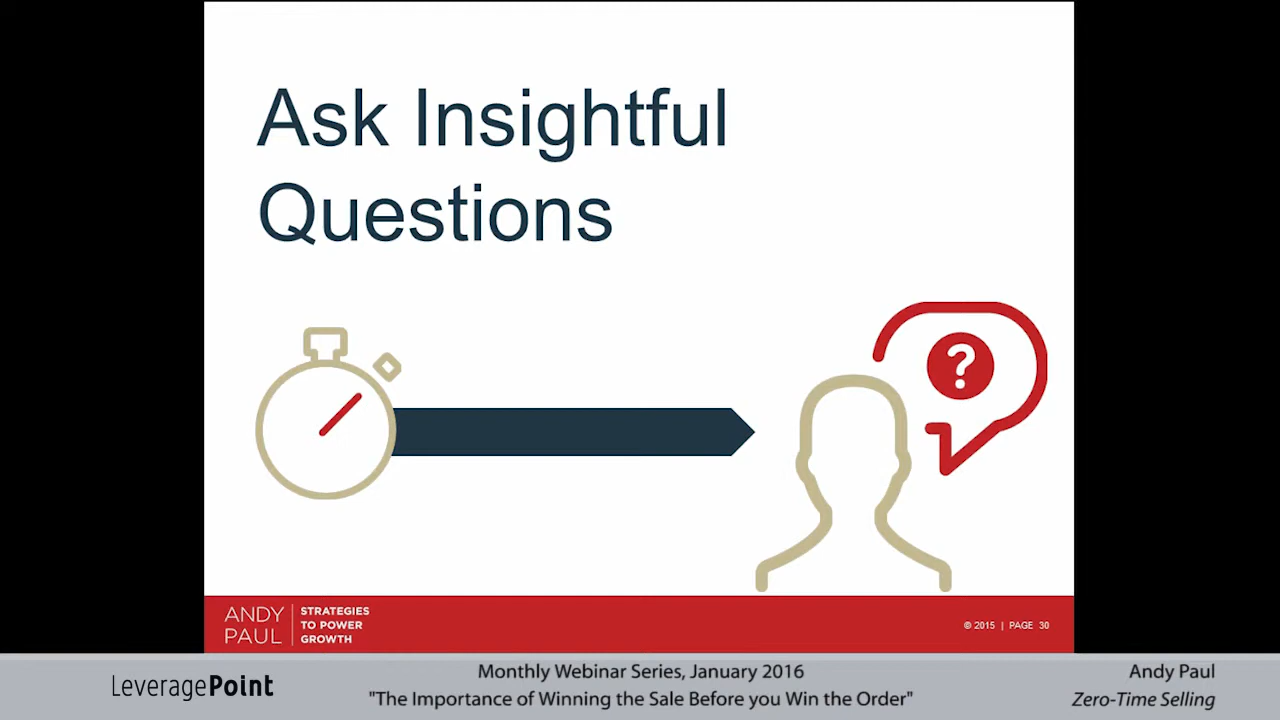 Ask Insightful
Questions
?
ANDY
PAUL
STRATEGIES
TO POWER
GROWTH
© 2015 | PAGE 30
LeveragePoint
Monthly Webinar Series, January 2016
"The Importance of Winning the Sale Before you Win the Order"
Andy Paul
Zero-Time Selling